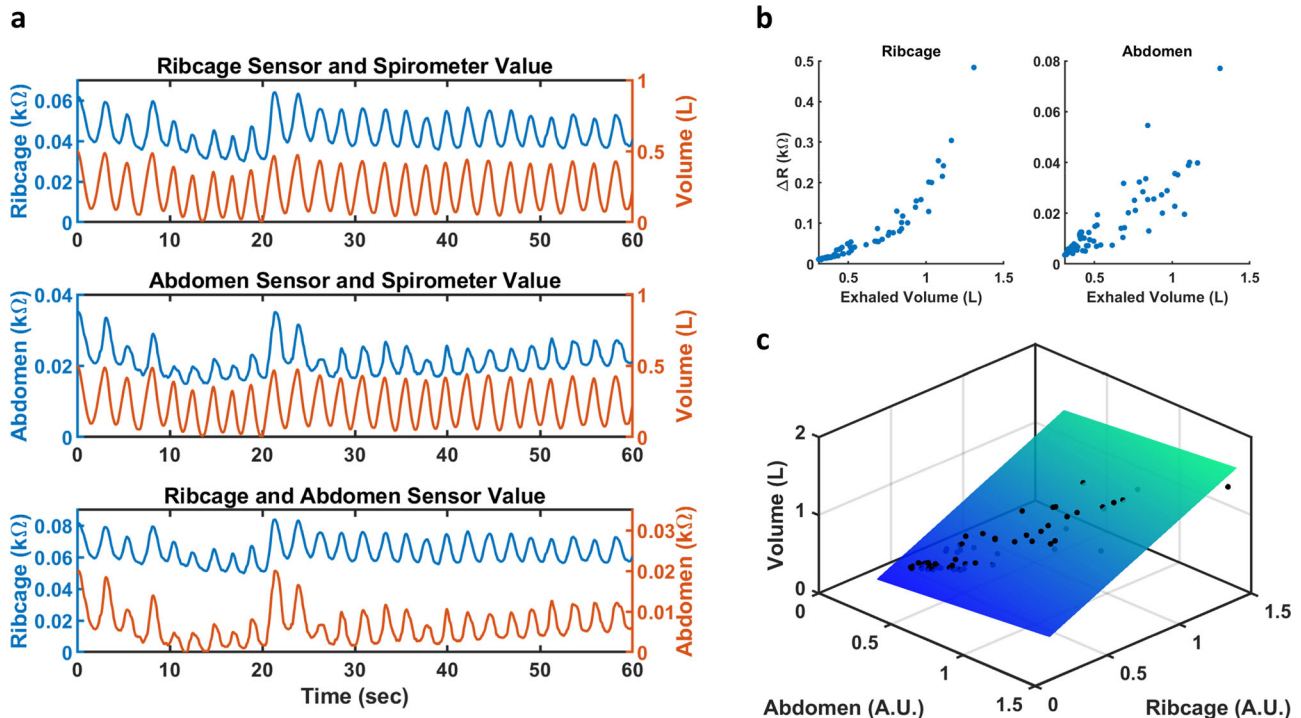 a
Ribcage Sensor and Spirometer Value
Ribcage (kΩ)
0.06
0.04
0.02
0
1
0.5
0
Volume (L)
0 10 20 30 40 50 60
Abdomen Sensor and Spirometer Value
Abdomen (kΩ)
0.04
0.02
0
1
0.5
0
Volume (L)
0 10 20 30 40 50 60
Ribcage and Abdomen Sensor Value
Ribcage (kΩ)
0.08
0.06
0.04
0.02
0
0.03
0.02
0.01
0
Abdomen (kΩ)
0 10 20 30 40 50 60
Time (sec)
b
Ribcage
ΔR (kΩ)
0.5
0.4
0.3
0.2
0.1
0
0.5 1 1.5
Exhaled Volume (L)
Abdomen
0.08
0.06
0.04
0.02
0
0.5 1 1.5
Exhaled Volume (L)
c
Volume (L)
2
1
0
0 0.5 1 1.5
Abdomen (A.U.)
0 0.5 1 1.5
Ribcage (A.U.)